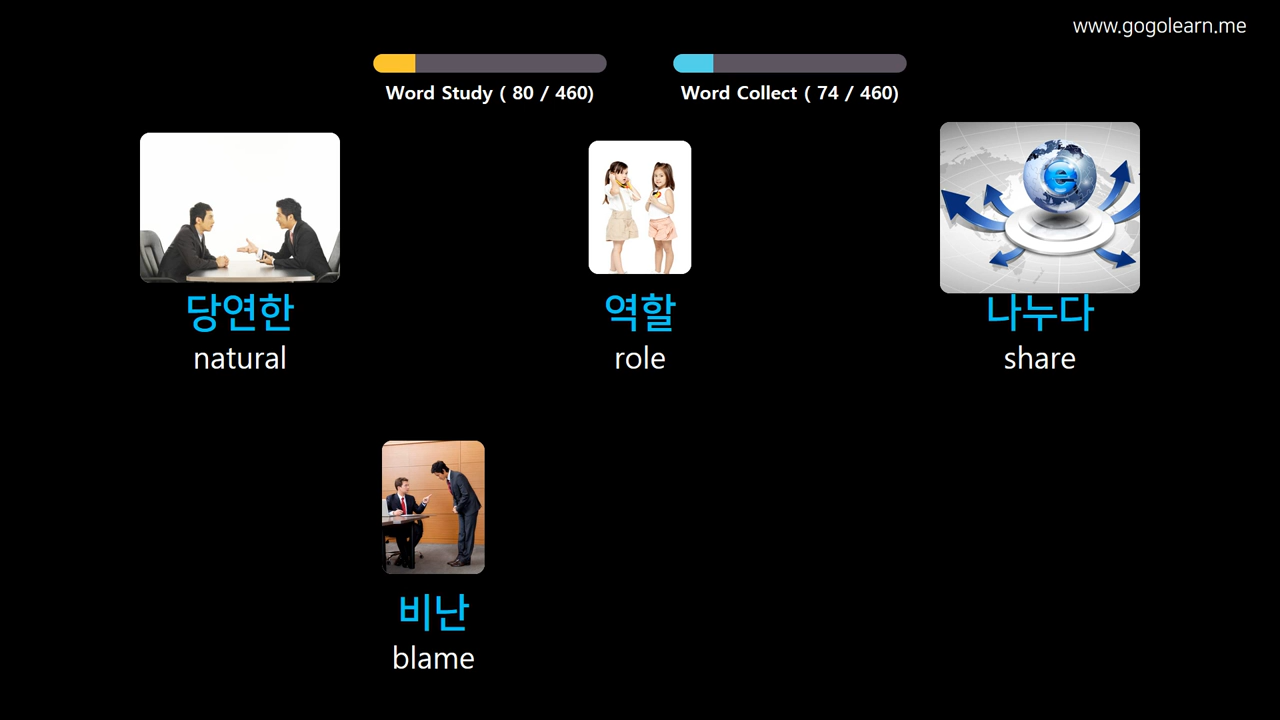 www.gogolearn.me
Word Study ( 80 / 460)
Word Collect ( 74 / 460)
e
당연한
역할
나누다
natural
role
share
비난
blame